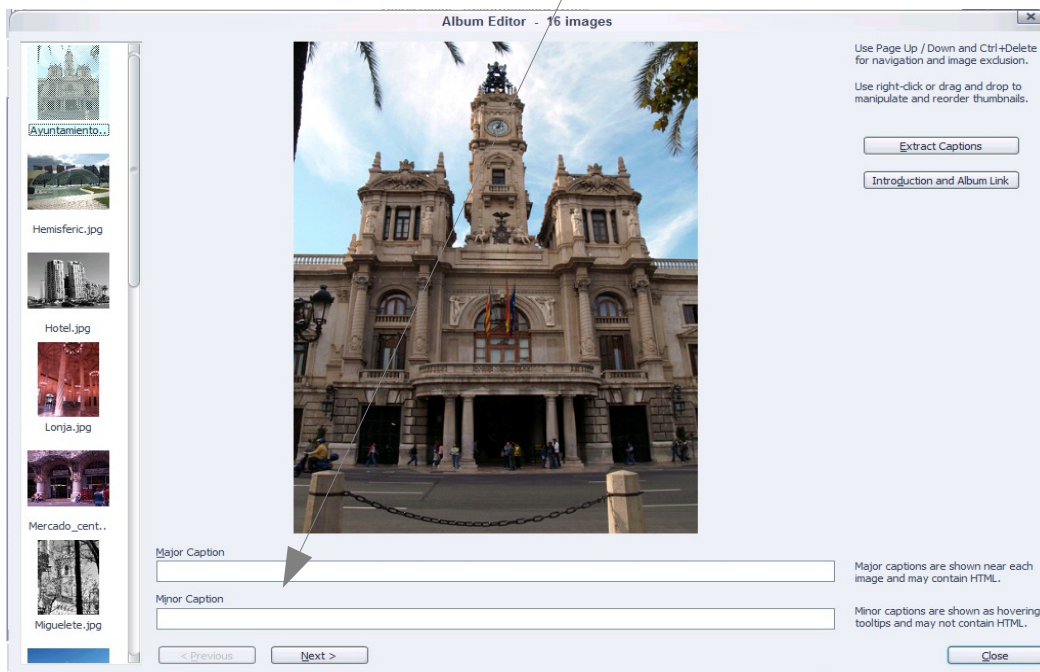 Album Editor - 16 images
Use Page Up / Down and Ctrl+Delete
for navigation and image exclusion.
Use right-click or drag and drop to
manipulate and reorder thumbnails.
Extract Captions
Introduction and Album Link
Ayuntamiento..
Hemisferic.jpg
Hotel.jpg
Lonja.jpg
Mercado_cent..
Miguelete.jpg
Major Caption
Major captions are shown near each
image and may contain HTML.
Minor Caption
Minor captions are shown as hovering
tooltips and may not contain HTML.
< Previous
Next >
Close